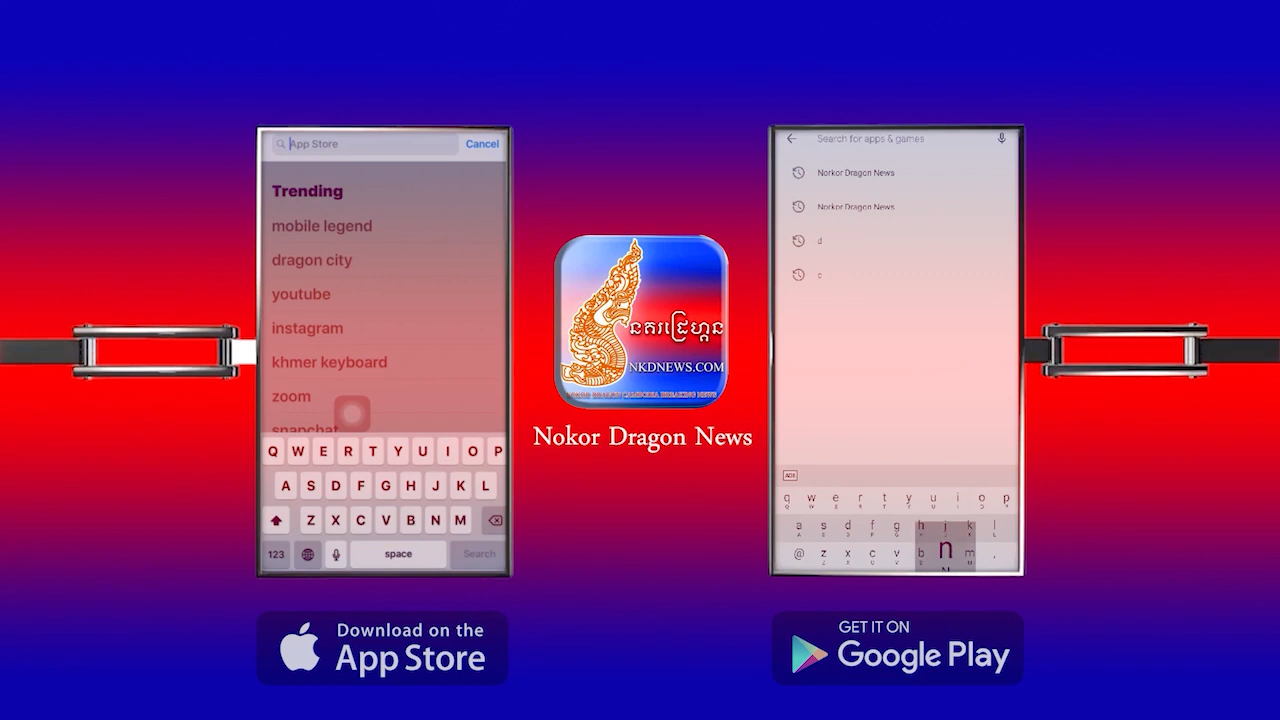 App Store
Cancel
Trending
mobile legend
dragon city
youtube
instagram
khmer keyboard
zoom
snapchat
Q W E R T Y U I O P
A S D F G H J K L
Z X C V B N M
123
space
Search
នគរដ្រេហ្គន
NKDNEWS.COM
Nokor Dragon News
Search for apps & games
Norkor Dragon News
Norkor Dragon News
d
c
q w e r t y u i o p
a s d f g h j k l
@ z x c v b n m .
Download on the
App Store
GET IT ON
Google Play